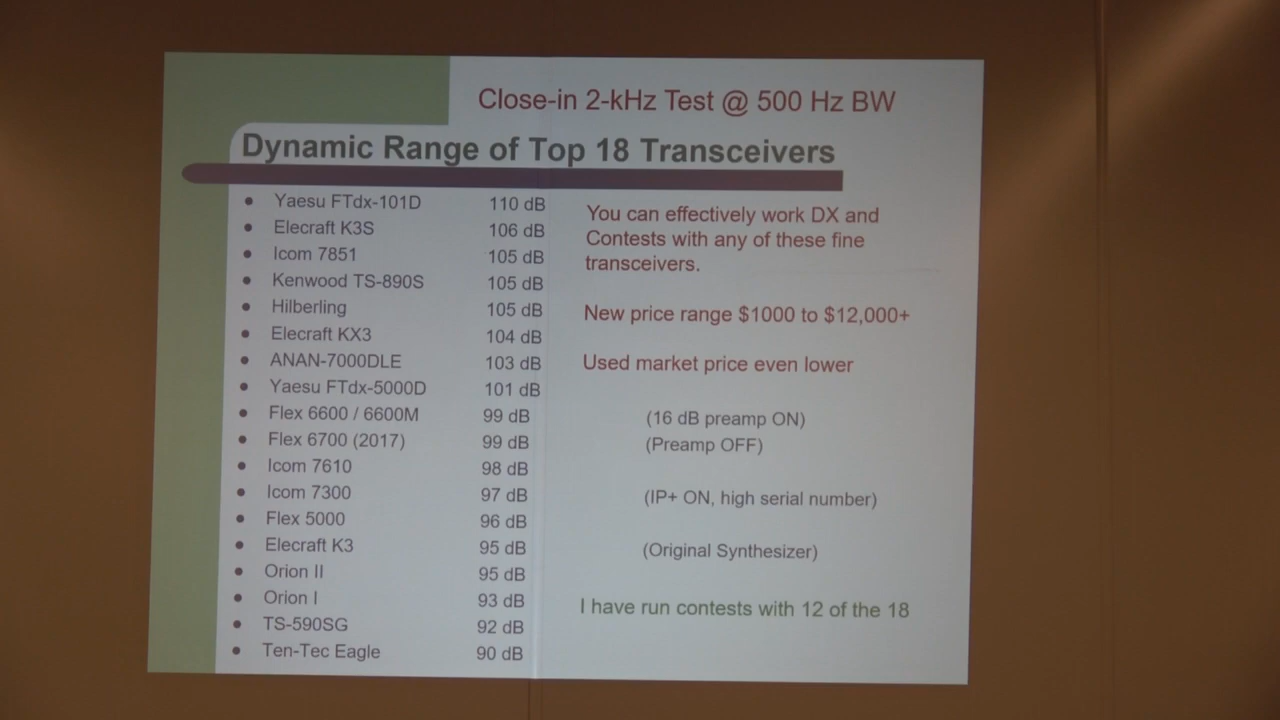 Close-in 2-kHz Test @ 500 Hz BW
Dynamic Range of Top 18 Transceivers
• Yaesu FTdx-101D 110 dB
• Elecraft K3S 106 dB
• Icom 7851 105 dB
• Kenwood TS-890S 105 dB
• Hilberling 105 dB
• Elecraft KX3 104 dB
• ANAN-7000DLE 103 dB
• Yaesu FTdx-5000D 101 dB
• Flex 6600 / 6600M 99 dB (16 dB preamp ON)
• Flex 6700 (2017) 99 dB (Preamp OFF)
• Icom 7610 98 dB
• Icom 7300 97 dB (IP+ ON, high serial number)
• Flex 5000 96 dB
• Elecraft K3 95 dB (Original Synthesizer)
• Orion II 95 dB
• Orion I 93 dB
• TS-590SG 92 dB
• Ten-Tec Eagle 90 dB
You can effectively work DX and
Contests with any of these fine
transceivers.
New price range $1000 to $12,000+
Used market price even lower
I have run contests with 12 of the 18